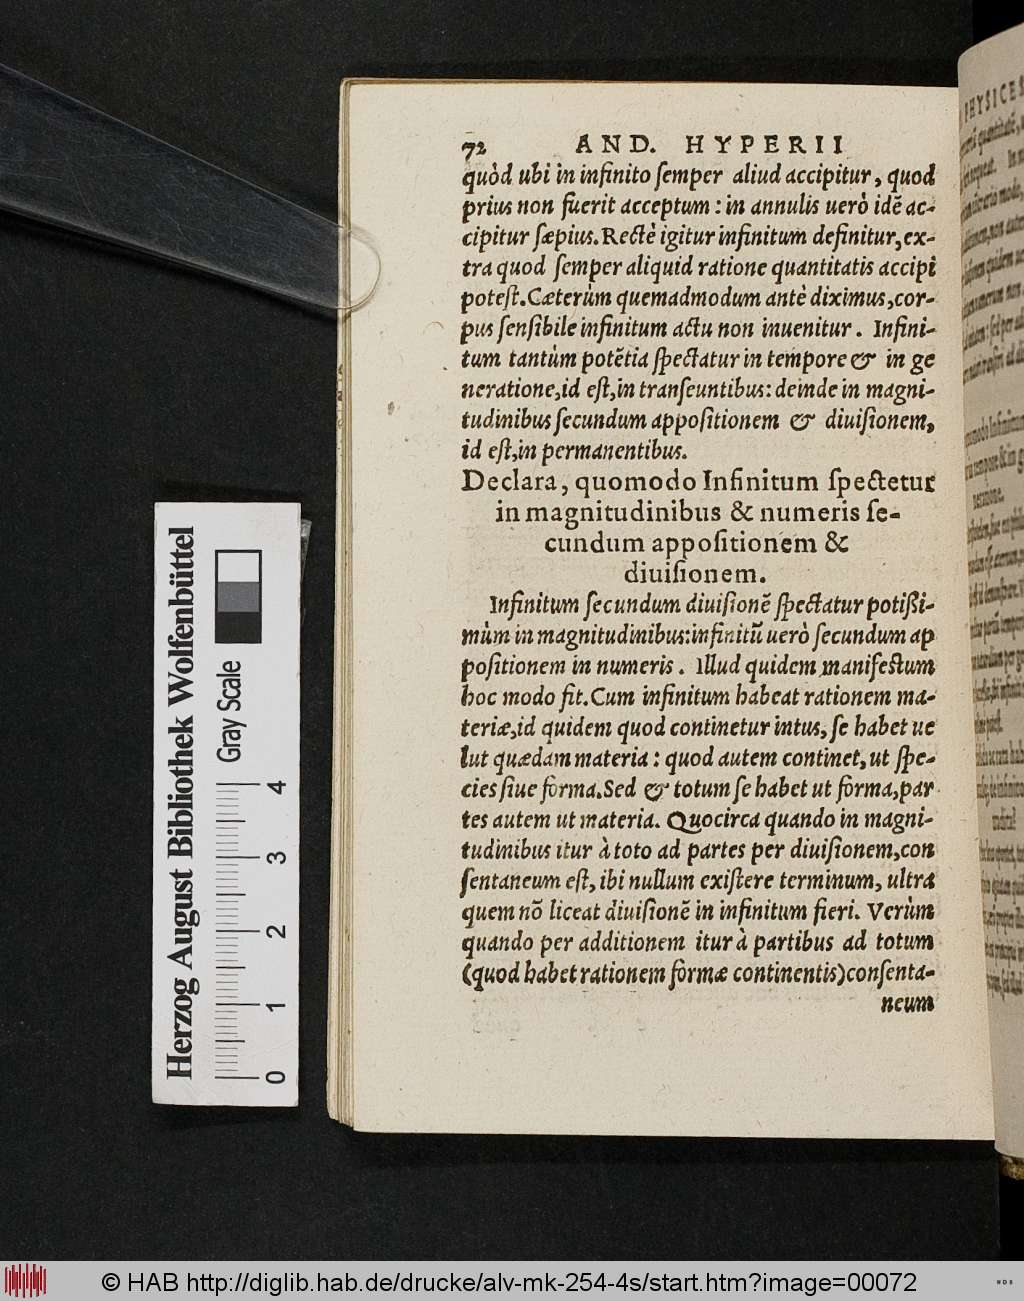 72 AND. HYPERII
quòd ubi in infinito ſemper aliud accipitur, quod
prius non fuerit acceptum : in annulis uerò idē ac-
cipitur ſæpius. Rectè igitur infinitum definitur, ex-
tra quod ſemper aliquid ratione quantitatis accipi
poteſt. Cæterùm quemadmodum antè diximus, cor-
pus ſenſibile infinitum actu non inuenitur. Infini-
tum tantùm potētia ſpectatur in tempore & in ge
neratione, id eſt, in tranſeuntibus: deinde in magni-
tudinibus ſecundum appoſitionem & diuiſionem,
id eſt, in permanentibus.
Declara, quomodo Infinitum ſpectetur
in magnitudinibus & numeris ſe-
cundum appoſitionem &
diuiſionem.
Infinitum ſecundum diuiſionē ſpectatur potißi-
mùm in magnitudinibus: infinitū uerò ſecundum ap
poſitionem in numeris. Illud quidem manifeſtum
hoc modo fit. Cum infinitum habeat rationem ma-
teriæ, id quidem quod continetur intus, ſe habet ue
lut quædam materia : quod autem continet, ut ſpe-
cies ſiue forma. Sed & totum ſe habet ut forma, par
tes autem ut materia. Quocirca quando in magni-
tudinibus itur à toto ad partes per diuiſionem, con
ſentaneum eſt, ibi nullum exiſtere terminum, ultra
quem nō liceat diuiſionē in infinitum fieri. Verùm
quando per additionem itur à partibus ad totum
(quod habet rationem formæ continentis) conſenta-
neum
PHYSICES
Herzog August Bibliothek Wolfenbüttel
Gray Scale
0 1 2 3 4
© HAB http://diglib.hab.de/drucke/alv-mk-254-4s/start.htm?image=00072